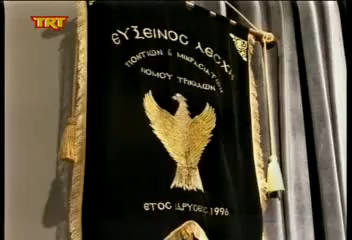 TRT
ΕΥΞΕΙΝΟΣ ΛΕΣΧΗ
ΠΟΝΤΙΩΝ & ΜΙΚΡΑΣΙΑΤΩΝ
ΝΟΜΟΥ ΤΡΙΚΑΛΩΝ
ΕΤΟΣ ΙΔΡΥΣΕΩΣ 1996